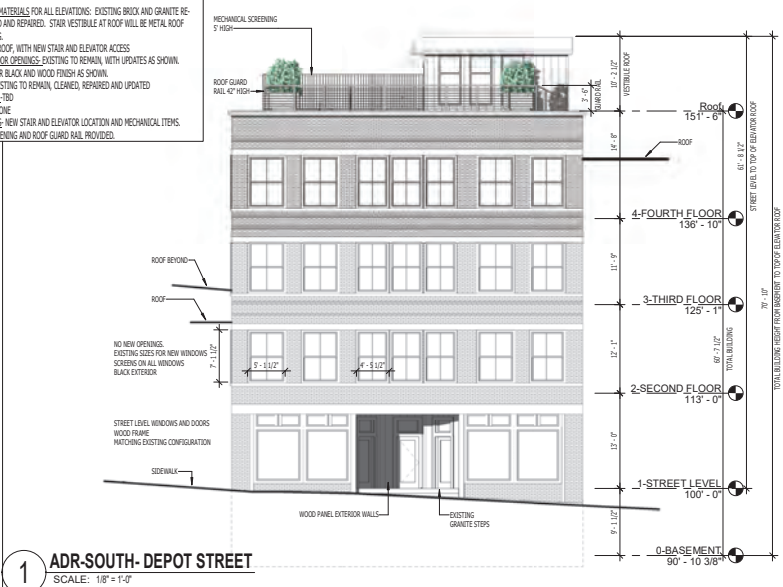 MATERIALS FOR ALL ELEVATIONS: EXISTING BRICK AND GRANITE RE-
D AND REPAIRED. STAIR VESTIBULE AT ROOF WILL BE METAL ROOF
ROOF, WITH NEW STAIR AND ELEVATOR ACCESS
OR OPENINGS- EXISTING TO REMAIN, WITH UPDATES AS SHOWN.
R BLACK AND WOOD FINISH AS SHOWN.
ISTING TO REMAIN, CLEANED, REPAIRED AND UPDATED
-TBD
ONE
- NEW STAIR AND ELEVATOR LOCATION AND MECHANICAL ITEMS.
ENING AND ROOF GUARD RAIL PROVIDED.
MECHANICAL SCREENING
5' HIGH
ROOF GUARD
RAIL 42" HIGH
3' - 6"
GUARD RAIL
10' - 2 1/2"
VESTIBULE ROOF
Roof
151' - 6"
14' - 8"
ROOF
61' - 8 1/2"
STREET LEVEL TO TOP OF ELEVATOR ROOF
4-FOURTH FLOOR
136' - 10"
11' - 9"
ROOF BEYOND
ROOF
3-THIRD FLOOR
125' - 1"
70' - 10"
TOTAL BUILDING HEIGHT FROM BASEMENT TO TOP OF ELEVATOR ROOF
NO NEW OPENINGS.
EXISTING SIZES FOR NEW WINDOWS
SCREENS ON ALL WINDOWS
BLACK EXTERIOR
7' - 1 1/2"
5' - 1 1/2"
4' - 5 1/2"
12' - 1"
60' - 7 1/2"
TOTAL BUILDING
2-SECOND FLOOR
113' - 0"
STREET LEVEL WINDOWS AND DOORS
WOOD FRAME
MATCHING EXISTING CONFIGURATION
13' - 0"
SIDEWALK
1-STREET LEVEL
100' - 0"
WOOD PANEL EXTERIOR WALLS
EXISTING
GRANITE STEPS
9' - 1 1/2"
0-BASEMENT
90' - 10 3/8"
1
ADR-SOUTH- DEPOT STREET
SCALE: 1/8" = 1'-0"